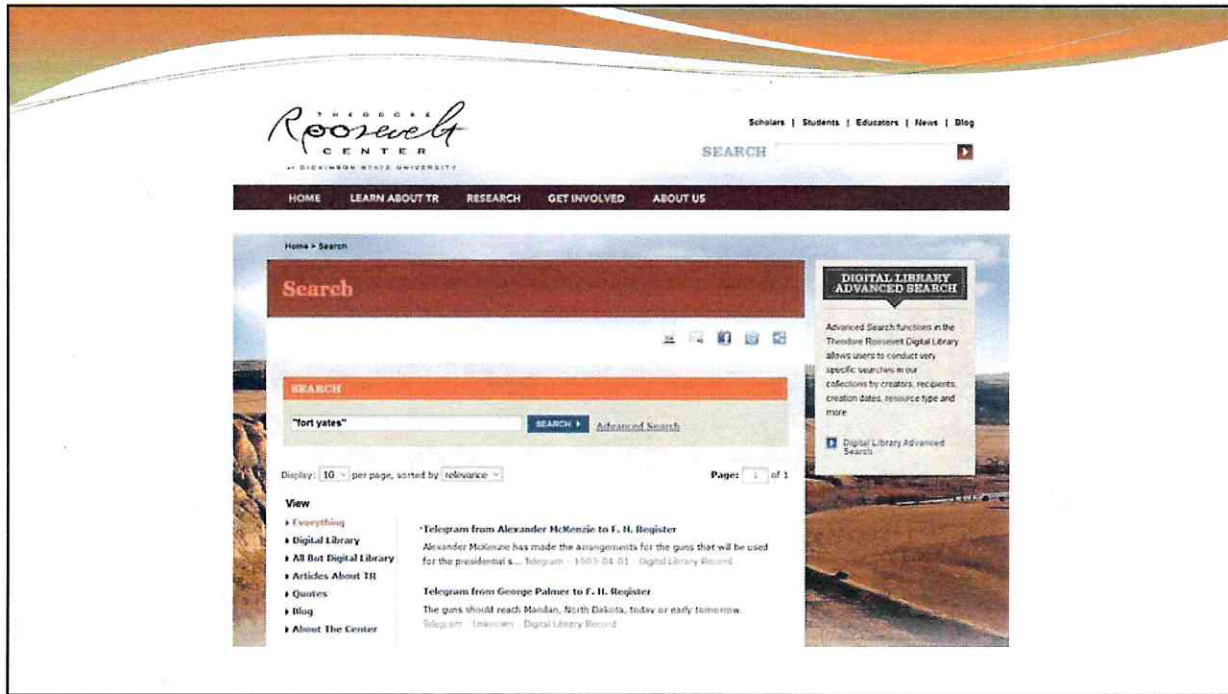 THEODORE
Roosevelt
CENTER
AT DICKINSON STATE UNIVERSITY
Scholars | Students | Educators | News | Blog
SEARCH
HOME LEARN ABOUT TR RESEARCH GET INVOLVED ABOUT US
Home > Search
Search
SEARCH
"fort yates" SEARCH Advanced Search
Display: 10 per page, sorted by relevance Page: 1 of 1
View
Everything
Digital Library
All But Digital Library
Articles About TR
Quotes
Blog
About The Center
Telegram from Alexander McKenzie to F. H. Register
Alexander McKenzie has made the arrangements for the guns that will be used
for the presidential s... Telegram - 1903-04-01 - Digital Library Record
Telegram from George Palmer to F. H. Register
The guns should reach Mandan, North Dakota, today or early tomorrow.
Telegram - Unknown - Digital Library Record
DIGITAL LIBRARY
ADVANCED SEARCH
Advanced Search functions in the
Theodore Roosevelt Digital Library
allows users to conduct very
specific searches in our
collections by creators, recipients,
creation dates, resource type and
more.
Digital Library Advanced
Search